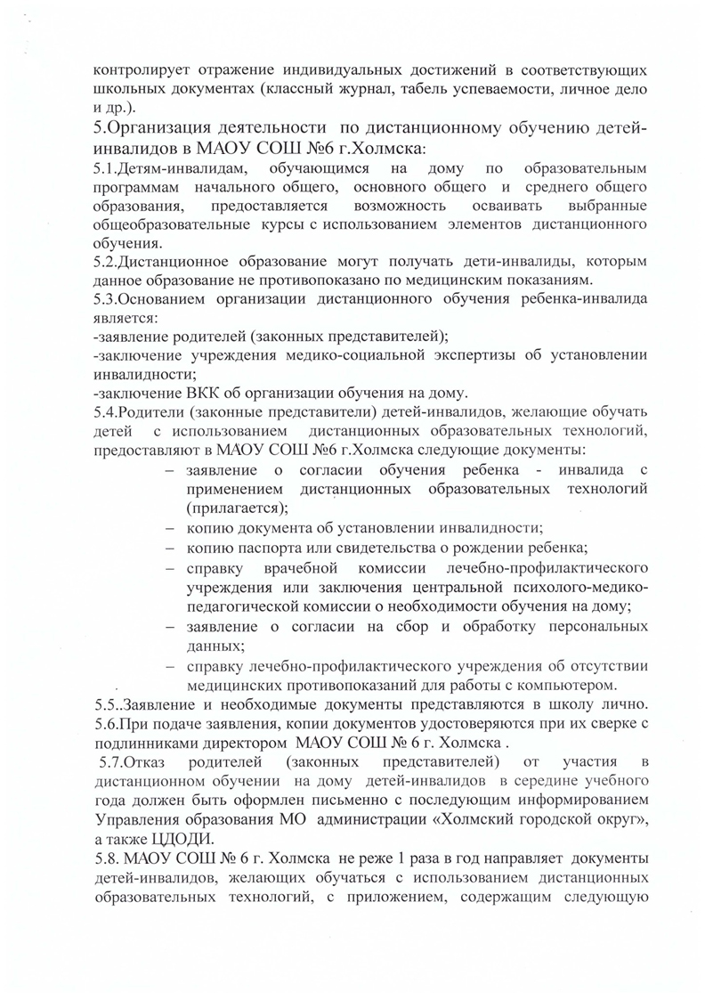 контролирует отражение индивидуальных достижений в соответствующих
школьных документах (классный журнал, табель успеваемости, личное дело
и др.).
5.Организация деятельности по дистанционному обучению детей-
инвалидов в МАОУ СОШ №6 г.Холмска:
5.1.Детям-инвалидам, обучающимся на дому по образовательным
программам начального общего, основного общего и среднего общего
образования, предоставляется возможность осваивать выбранные
общеобразовательные курсы с использованием элементов дистанционного
обучения.
5.2.Дистанционное образование могут получать дети-инвалиды, которым
данное образование не противопоказано по медицинским показаниям.
5.3.Основанием организации дистанционного обучения ребенка-инвалида
является:
-заявление родителей (законных представителей);
-заключение учреждения медико-социальной экспертизы об установлении
инвалидности;
-заключение ВКК об организации обучения на дому.
5.4.Родители (законные представители) детей-инвалидов, желающие обучать
детей с использованием дистанционных образовательных технологий,
предоставляют в МАОУ СОШ №6 г.Холмска следующие документы:
– заявление о согласии обучения ребенка - инвалида с
применением дистанционных образовательных технологий
(прилагается);
– копию документа об установлении инвалидности;
– копию паспорта или свидетельства о рождении ребенка;
– справку врачебной комиссии лечебно-профилактического
учреждения или заключения центральной психолого-медико-
педагогической комиссии о необходимости обучения на дому;
– заявление о согласии на сбор и обработку персональных
данных;
– справку лечебно-профилактического учреждения об отсутствии
медицинских противопоказаний для работы с компьютером.
5.5..Заявление и необходимые документы представляются в школу лично.
5.6.При подаче заявления, копии документов удостоверяются при их сверке с
подлинниками директором МАОУ СОШ № 6 г. Холмска .
5.7.Отказ родителей (законных представителей) от участия в
дистанционном обучении на дому детей-инвалидов в середине учебного
года должен быть оформлен письменно с последующим информированием
Управления образования МО администрации «Холмский городской округ»,
а также ЦДОДИ.
5.8. МАОУ СОШ № 6 г. Холмска не реже 1 раза в год направляет документы
детей-инвалидов, желающих обучаться с использованием дистанционных
образовательных технологий, с приложением, содержащим следующую